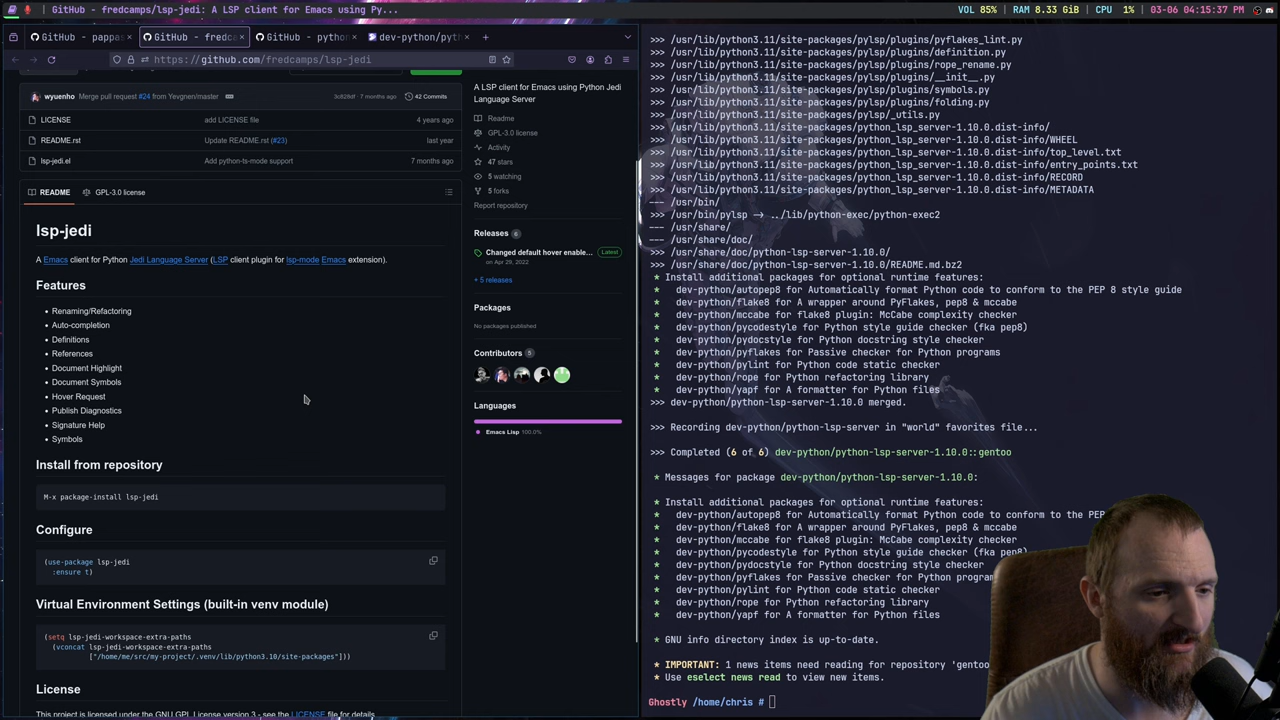 GitHub - fredcamps/lsp-jedi: A LSP client for Emacs using Py...
VOL 85% | RAM 8.33 GiB | CPU 1% | 03-06 04:15:37 PM
GitHub - pappas
GitHub - fredco
GitHub - python
dev-python/pyth
https://github.com/fredcamps/lsp-jedi
wyuenho Merge pull request #24 from Yevgnen/master
3c829df · 7 months ago
42 Commits
LICENSE add LICENSE file 4 years ago
README.rst Update README.rst (#23) last year
lsp-jedi.el Add python-ts-mode support 7 months ago
README GPL-3.0 license
lsp-jedi
A Emacs client for Python Jedi Language Server (LSP client plugin for lsp-mode Emacs extension).
Features
• Renaming/Refactoring
• Auto-completion
• Definitions
• References
• Document Highlight
• Document Symbols
• Hover Request
• Publish Diagnostics
• Signature Help
• Symbols
Install from repository
M-x package-install lsp-jedi
Configure
(use-package lsp-jedi
:ensure t)
Virtual Environment Settings (built-in venv module)
(setq lsp-jedi-workspace-extra-paths
(vconcat lsp-jedi-workspace-extra-paths
["/home/me/src/my-project/.venv/lib/python3.10/site-packages"]))
License
This project is licensed under the GNU GPL License version 3 - see the LICENSE file for details
A LSP client for Emacs using Python Jedi
Language Server
Readme
GPL-3.0 license
Activity
47 stars
5 watching
5 forks
Report repository
Releases 6
Changed default hover enable... Latest
on Apr 29, 2022
+ 5 releases
Packages
No packages published
Contributors 5
Languages
Emacs Lisp 100.0%
>>> /usr/lib/python3.11/site-packages/pylsp/plugins/pyflakes_lint.py
>>> /usr/lib/python3.11/site-packages/pylsp/plugins/definition.py
>>> /usr/lib/python3.11/site-packages/pylsp/plugins/rope_rename.py
>>> /usr/lib/python3.11/site-packages/pylsp/plugins/__init__.py
>>> /usr/lib/python3.11/site-packages/pylsp/plugins/symbols.py
>>> /usr/lib/python3.11/site-packages/pylsp/plugins/folding.py
>>> /usr/lib/python3.11/site-packages/pylsp/_utils.py
>>> /usr/lib/python3.11/site-packages/python_lsp_server-1.10.0.dist-info/
>>> /usr/lib/python3.11/site-packages/python_lsp_server-1.10.0.dist-info/WHEEL
>>> /usr/lib/python3.11/site-packages/python_lsp_server-1.10.0.dist-info/top_level.txt
>>> /usr/lib/python3.11/site-packages/python_lsp_server-1.10.0.dist-info/entry_points.txt
>>> /usr/lib/python3.11/site-packages/python_lsp_server-1.10.0.dist-info/RECORD
>>> /usr/lib/python3.11/site-packages/python_lsp_server-1.10.0.dist-info/METADATA
--- /usr/bin/
>>> /usr/bin/pylsp -> ../lib/python-exec/python-exec2
--- /usr/share/
--- /usr/share/doc/
>>> /usr/share/doc/python-lsp-server-1.10.0/
>>> /usr/share/doc/python-lsp-server-1.10.0/README.md.bz2
* Install additional packages for optional runtime features:
* dev-python/autopep8 for Automatically format Python code to conform to the PEP 8 style guide
* dev-python/flake8 for A wrapper around PyFlakes, pep8 & mccabe
* dev-python/mccabe for flake8 plugin: McCabe complexity checker
* dev-python/pycodestyle for Python style guide checker (fka pep8)
* dev-python/pydocstyle for Python docstring style checker
* dev-python/pyflakes for Passive checker for Python programs
* dev-python/pylint for Python code static checker
* dev-python/rope for Python refactoring library
* dev-python/yapf for A formatter for Python files
>>> dev-python/python-lsp-server-1.10.0 merged.
>>> Recording dev-python/python-lsp-server in "world" favorites file...
>>> Completed (6 of 6) dev-python/python-lsp-server-1.10.0::gentoo
* Messages for package dev-python/python-lsp-server-1.10.0:
* Install additional packages for optional runtime features:
* dev-python/autopep8 for Automatically format Python code to conform to the PEP
* dev-python/flake8 for A wrapper around PyFlakes, pep8 & mccabe
* dev-python/mccabe for flake8 plugin: McCabe complexity checker
* dev-python/pycodestyle for Python style guide checker (fka pep8)
* dev-python/pydocstyle for Python docstring style checke
* dev-python/pyflakes for Passive checker for Python program
* dev-python/pylint for Python code static checker
* dev-python/rope for Python refactoring library
* dev-python/yapf for A formatter for Python files
* GNU info directory index is up-to-date.
* IMPORTANT: 1 news items need reading for repository 'gentoo
* Use eselect news read to view new items.
Ghostly /home/chris #